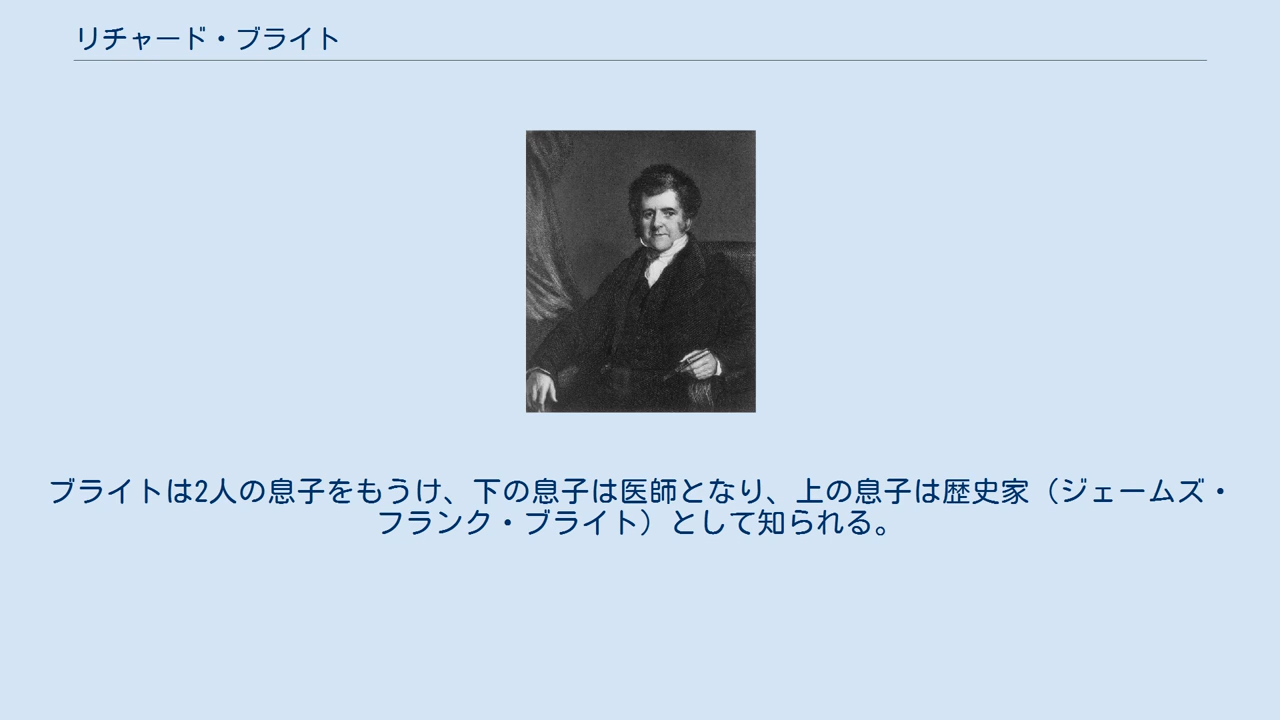 リチャード・ブライト
ブライトは2人の息子をもうけ、下の息子は医師となり、上の息子は歴史家（ジェームズ・
フランク・ブライト）として知られる。